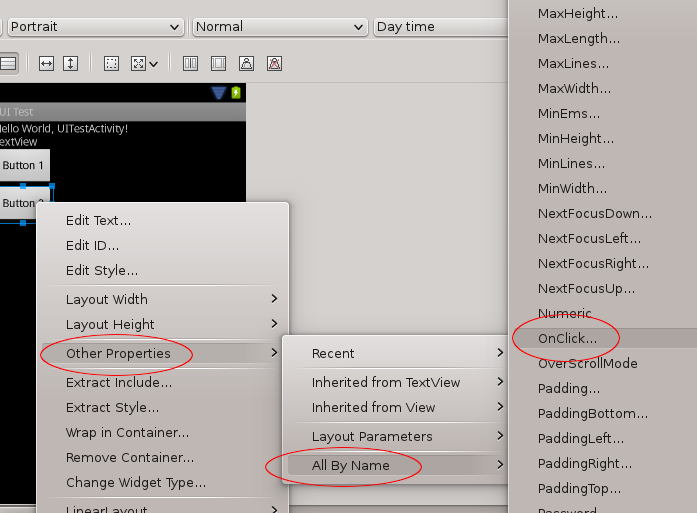 Portrait
Normal
Day time
UI Test
Hello World, UITestActivity!
TextView
Button 1
Button 2
Edit Text...
Edit ID...
Edit Style...
Layout Width
Layout Height
Other Properties
Extract Include...
Extract Style...
Wrap in Container...
Remove Container...
Change Widget Type...
LinearLayout
Recent
Inherited from TextView
Inherited from View
Layout Parameters
All By Name
MaxHeight...
MaxLength...
MaxLines...
MaxWidth...
MinEms...
MinHeight...
MinLines...
MinWidth...
NextFocusDown...
NextFocusLeft...
NextFocusRight...
NextFocusUp...
Numeric
OnClick...
OverScrollMode
Padding...
PaddingBottom...
PaddingLeft...
PaddingRight...
PaddingTop...
Password